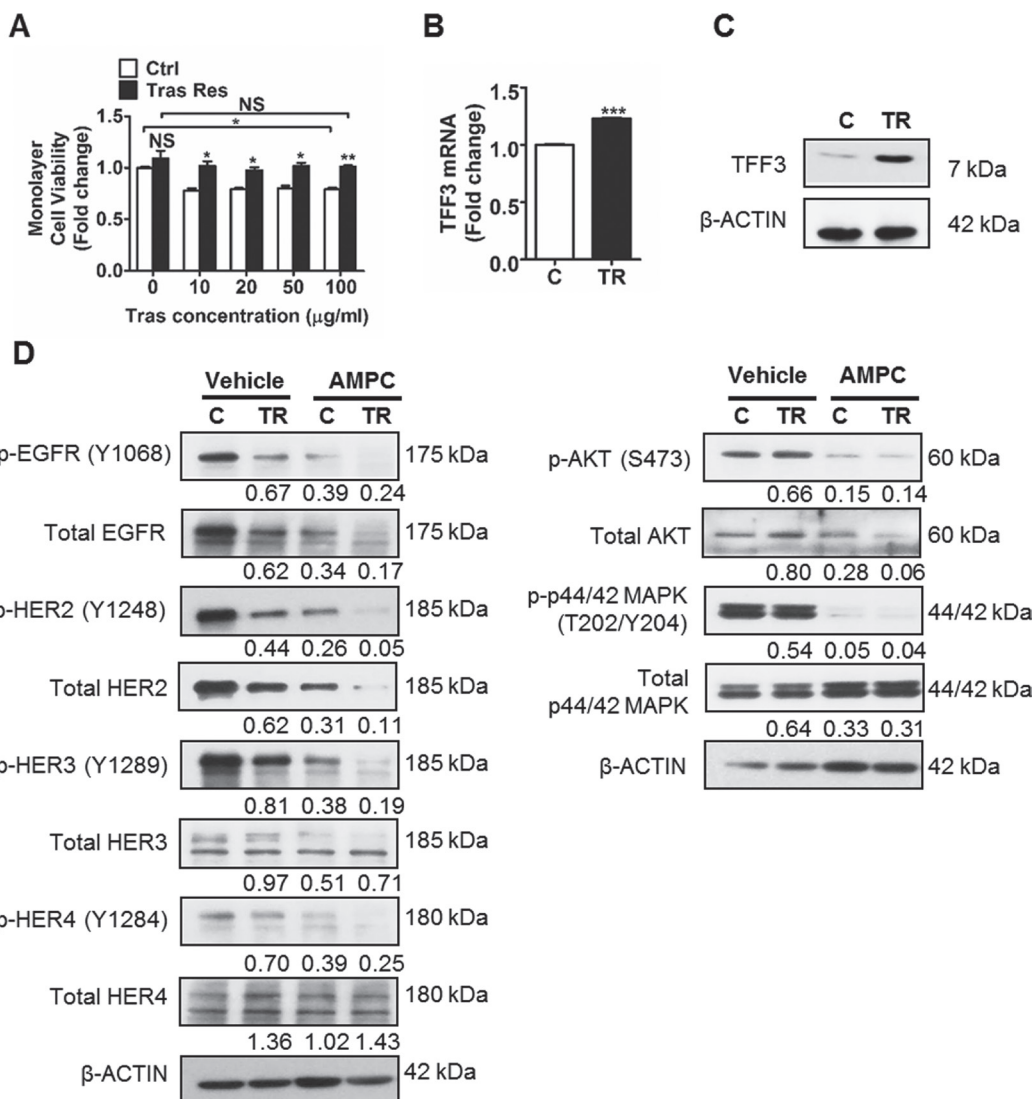 A
Ctrl
Tras Res
NS
*
NS
* * * **
Monolayer
Cell Viability
(Fold change)
1.5
1.0
0.5
0.0
0 10 20 50 100
Tras concentration (μg/ml)
B
TFF3 mRNA
(Fold change)
1.5
1.0
0.5
0.0
***
C TR
C
C TR
TFF3 7 kDa
β-ACTIN 42 kDa
D
Vehicle AMPC
C TR C TR
p-EGFR (Y1068) 175 kDa
0.67 0.39 0.24
Total EGFR 175 kDa
0.62 0.34 0.17
p-HER2 (Y1248) 185 kDa
0.44 0.26 0.05
Total HER2 185 kDa
0.62 0.31 0.11
p-HER3 (Y1289) 185 kDa
0.81 0.38 0.19
Total HER3 185 kDa
0.97 0.51 0.71
p-HER4 (Y1284) 180 kDa
0.70 0.39 0.25
Total HER4 180 kDa
1.36 1.02 1.43
β-ACTIN 42 kDa
Vehicle AMPC
C TR C TR
p-AKT (S473) 60 kDa
0.66 0.15 0.14
Total AKT 60 kDa
0.80 0.28 0.06
p-p44/42 MAPK
(T202/Y204) 44/42 kDa
0.54 0.05 0.04
Total
p44/42 MAPK 44/42 kDa
0.64 0.33 0.31
β-ACTIN 42 kDa